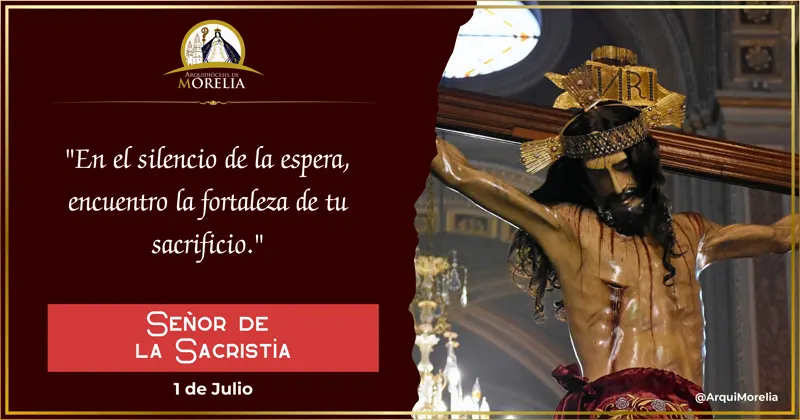 ARQUIDIÓCESIS DE
MORELIA
"En el silencio de la espera,
encuentro la fortaleza de tu
sacrificio."
SEÑOR DE
LA SACRISTÍA
1 de Julio
INRI
@ArquiMorelia